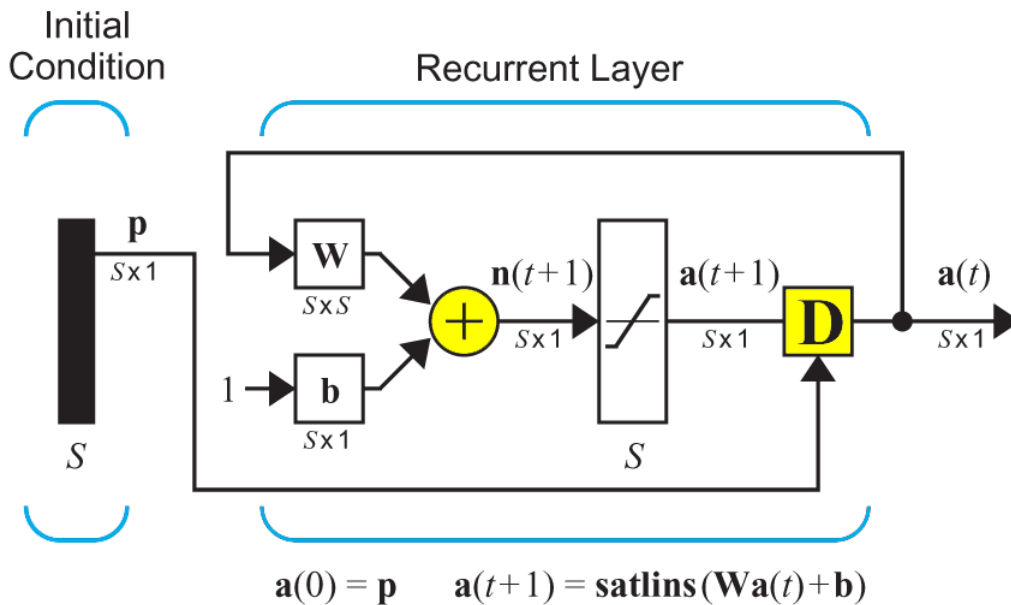 Initial
Condition
Recurrent Layer
p
S x 1
W
S x S
n(t+1)
S x 1
a(t+1)
S x 1
D
a(t)
S x 1
+
1
b
S x 1
S
S
a(0) = p
a(t+1) = satlins(Wa(t)+b)